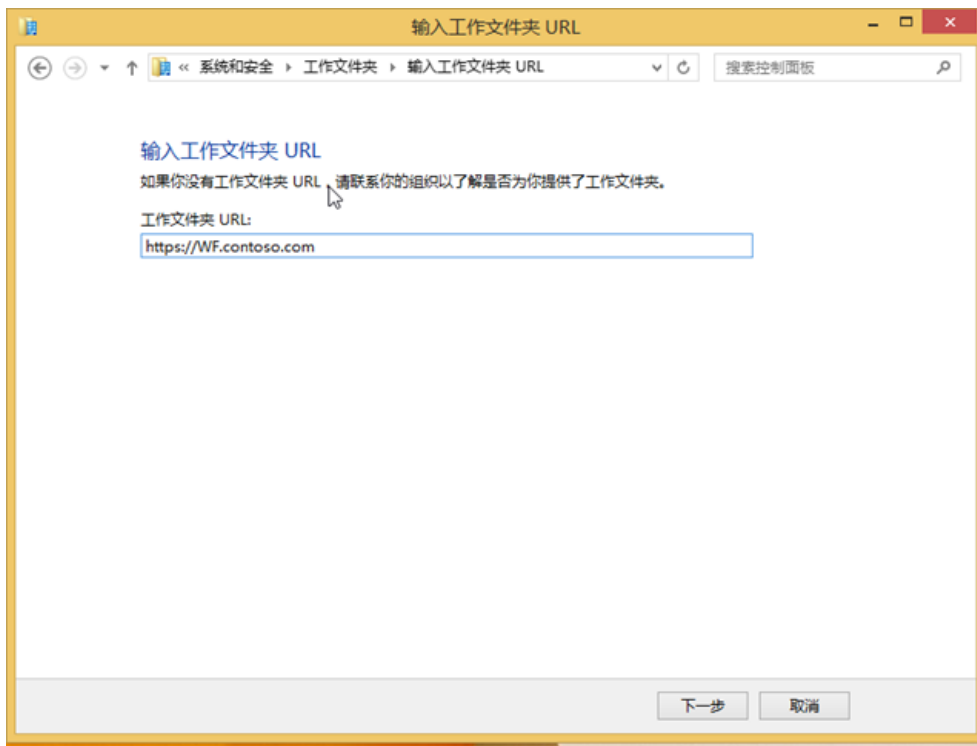 输入工作文件夹 URL
« 系统和安全 › 工作文件夹 › 输入工作文件夹 URL
搜索控制面板
输入工作文件夹 URL
如果你没有工作文件夹 URL，请联系你的组织以了解是否为你提供了工作文件夹。
工作文件夹 URL:
https://WF.contoso.com
下一步
取消